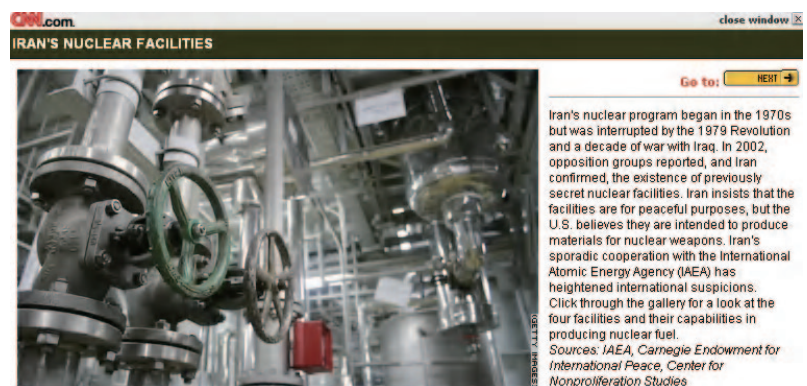 CNN.com
close window X
IRAN'S NUCLEAR FACILITIES
Go to: NEXT
Iran's nuclear program began in the 1970s
but was interrupted by the 1979 Revolution
and a decade of war with Iraq. In 2002,
opposition groups reported, and Iran
confirmed, the existence of previously
secret nuclear facilities. Iran insists that the
facilities are for peaceful purposes, but the
U.S. believes they are intended to produce
materials for nuclear weapons. Iran's
sporadic cooperation with the International
Atomic Energy Agency (IAEA) has
heightened international suspicions.
Click through the gallery for a look at the
four facilities and their capabilities in
producing nuclear fuel.
Sources: IAEA, Carnegie Endowment for
International Peace, Center for
Nonproliferation Studies
(GETTY IMAGES)